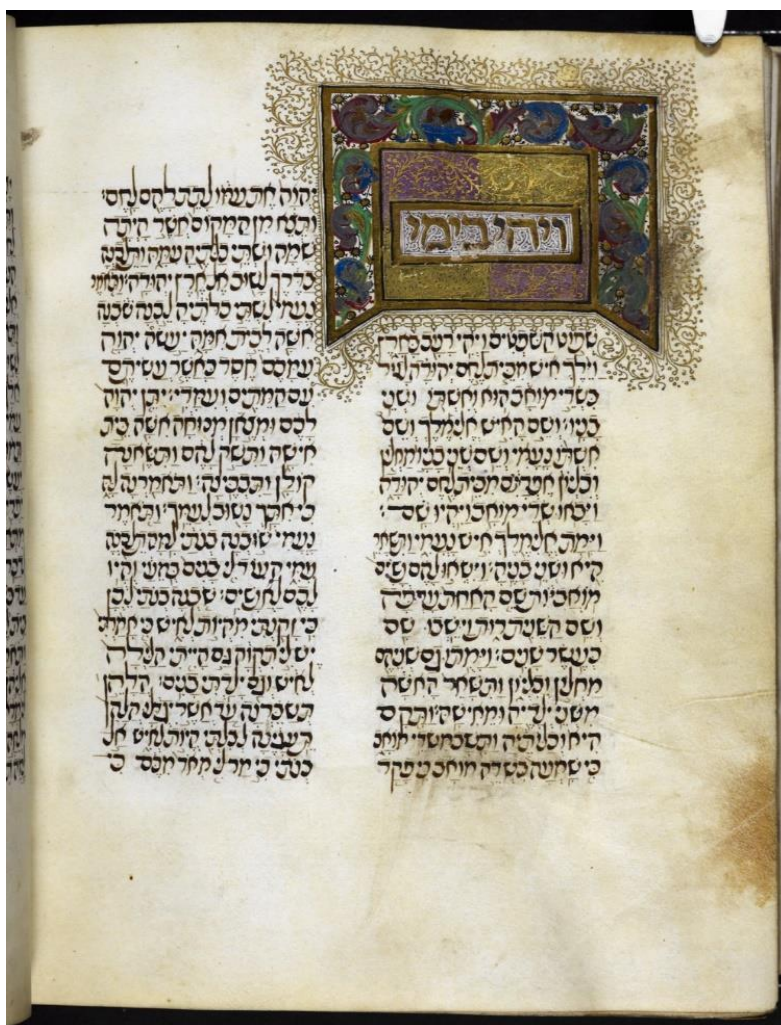 ויהי בימי
שפוט השפטים ויהי רעב בארץ
וילך איש מבית לחם יהודה לגור
בשדי מואב הוא ואשתו ושני
בניו: ושם האיש אלימלך ושם
אשתו נעמי ושם שני בניו מחלון
וכליון אפרתים מבית לחם יהודה
ויבאו שדי מואב ויהיו שם:
וימת אלימלך איש נעמי ותשאר
היא ושני בניה: וישאו להם נשים
מואביות שם האחת ערפה
ושם השנית רות וישבו שם
כעשר שנים: וימתו גם שניהם
מחלון וכליון ותשאר האשה
משני ילדיה ומאישה: ותקם
היא וכלתיה ותשב משדי מואב
כי שמעה בשדה מואב כי פקד
יהוה את עמו לתת להם לחם:
ותצא מן המקום אשר היתה
שמה ושתי כלתיה עמה ותלכנה
בדרך לשוב אל ארץ יהודה: ותאמר
נעמי לשתי כלתיה לכנה שבנה
אשה לבית אמה יעשה יהוה
עמכם חסד כאשר עשיתם
עם המתים ועמדי: יתן יהוה
לכם ומצאן מנוחה אשה בית
אישה ותשק להם ותשאנה
קולן ותבכינה: ותאמרנה לה
כי אתך נשוב לעמך: ותאמר
נעמי שובנה בנתי למה תלכנה
עמי העוד לי בנים במעי והיו
לכם לאנשים: שבנה בנתי לכן
כי זקנתי מהיות לאיש כי אמרתי
יש לי תקוה גם הייתי הלילה
לאיש וגם ילדתי בנים: הלהן
תשברנה עד אשר יגדלו הלהן
תעגנה לבלתי היות לאיש אל
בנתי כי מר לי מאד מכם כי